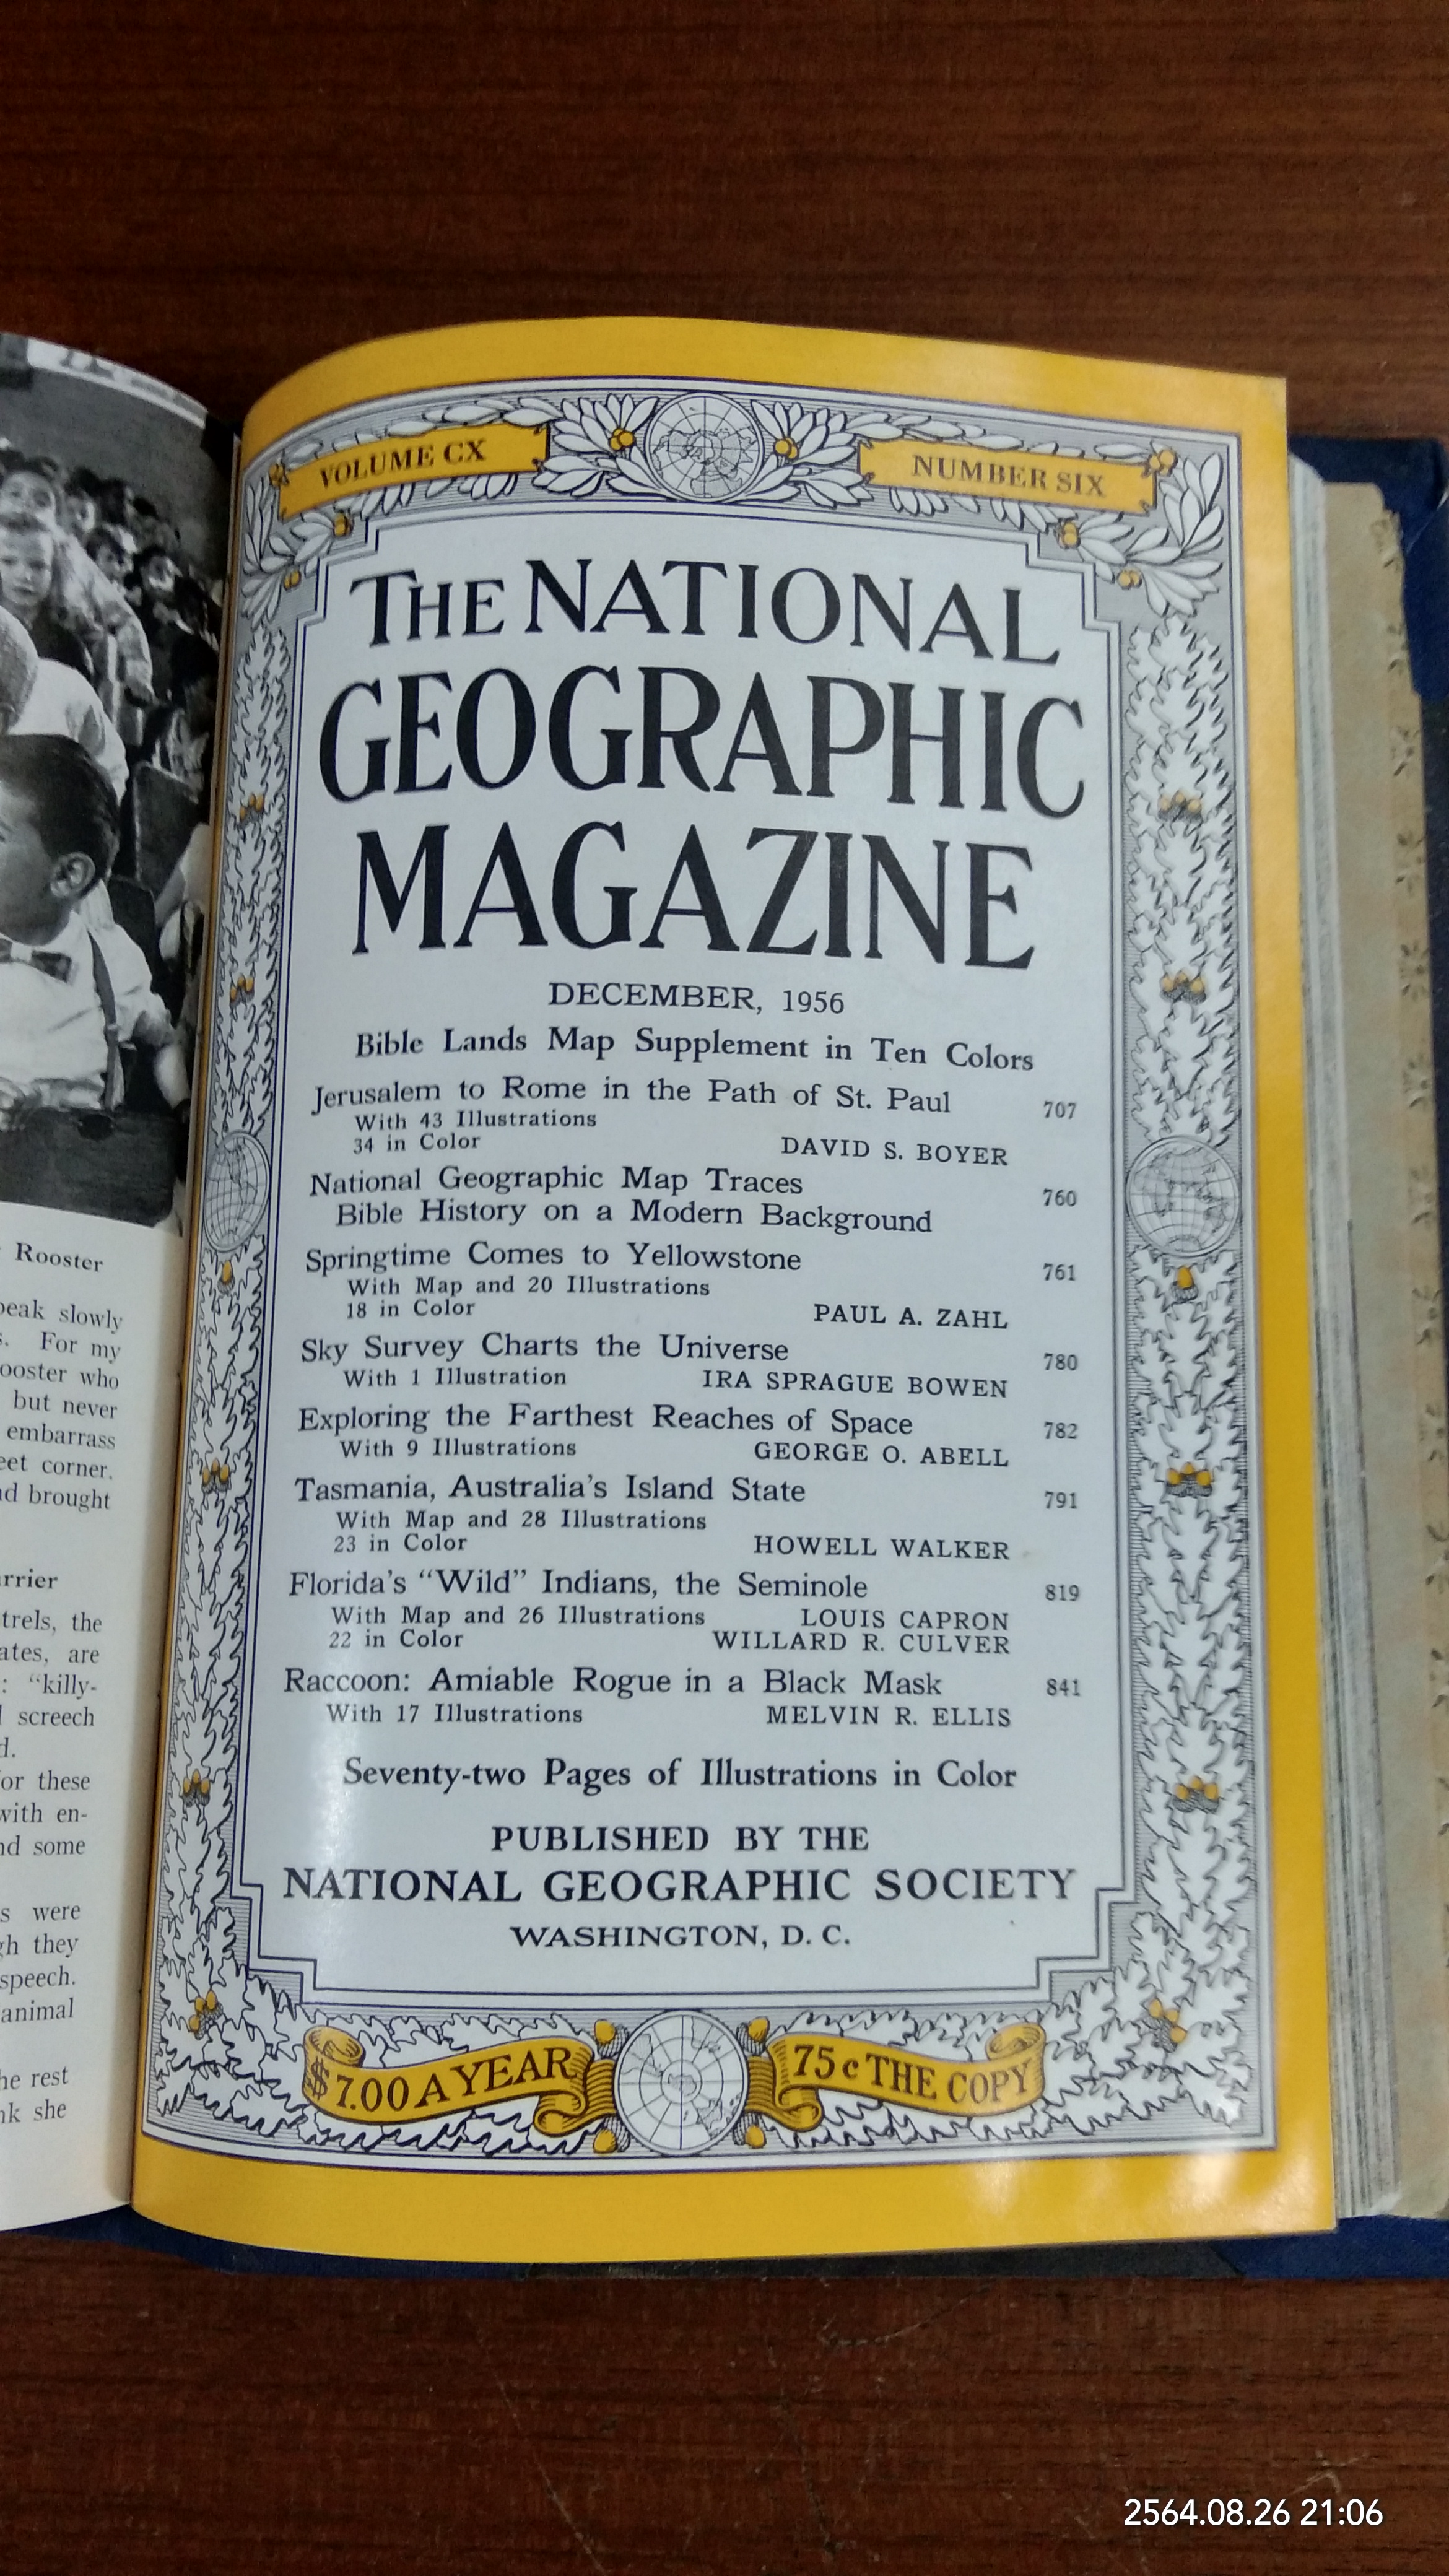 Rooster
peak slowly
For my
rooster who
but never
embarrass
eet corner.
nd brought
rrier
trels, the
ates, are
: “killy-
screech
d.
for these
with en-
nd some
s were
gh they
speech.
animal
he rest
nk she
VOLUME CX
NUMBER SIX
THE NATIONAL
GEOGRAPHIC
MAGAZINE
DECEMBER, 1956
Bible Lands Map Supplement in Ten Colors
Jerusalem to Rome in the Path of St. Paul 707
With 43 Illustrations
34 in Color DAVID S. BOYER
National Geographic Map Traces
Bible History on a Modern Background 760
Springtime Comes to Yellowstone 761
With Map and 20 Illustrations
18 in Color PAUL A. ZAHL
Sky Survey Charts the Universe 780
With 1 Illustration IRA SPRAGUE BOWEN
Exploring the Farthest Reaches of Space 782
With 9 Illustrations GEORGE O. ABELL
Tasmania, Australia’s Island State 791
With Map and 28 Illustrations
23 in Color HOWELL WALKER
Florida’s “Wild” Indians, the Seminole 819
With Map and 26 Illustrations LOUIS CAPRON
22 in Color WILLARD R. CULVER
Raccoon: Amiable Rogue in a Black Mask 841
With 17 Illustrations MELVIN R. ELLIS
Seventy-two Pages of Illustrations in Color
PUBLISHED BY THE
NATIONAL GEOGRAPHIC SOCIETY
WASHINGTON, D. C.
$7.00 A YEAR
75c THE COPY
2564.08.26 21:06